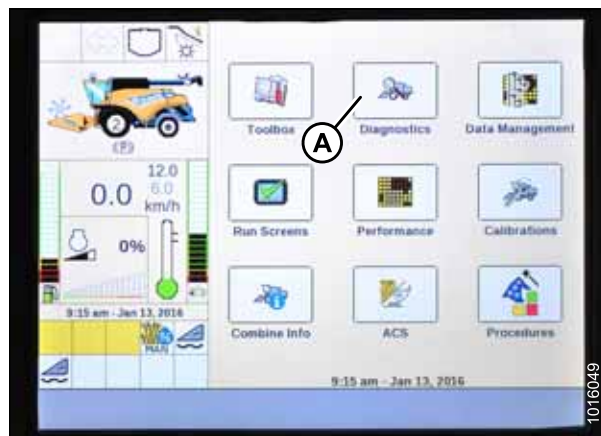 Toolbox
Diagnostics
Data Management
A
2
(P)
12.0
0.0
6.0
km/h
Run Screens
Performance
Calibrations
0%
9:15 am - Jan 13, 2016
MAN
Combine Info
ACS
Procedures
9:15 am - Jan 13, 2016
1016049